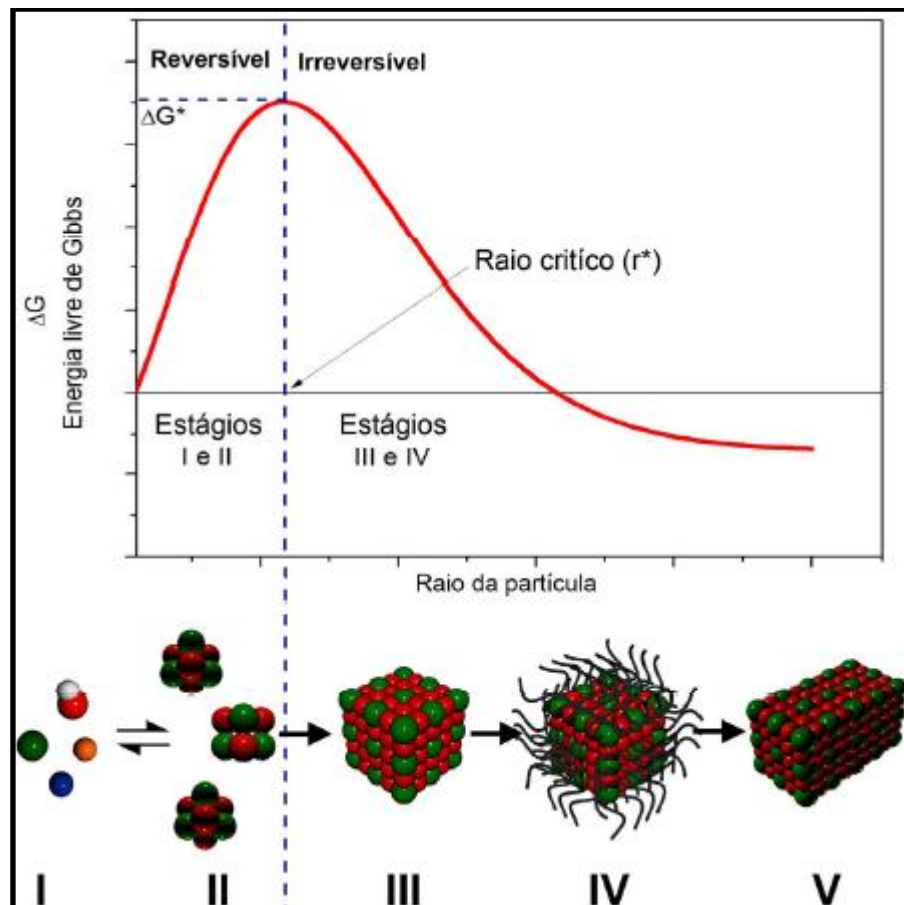 Reversível
Irreversível
ΔG*
Raio critíco (r*)
ΔG
Energia livre de Gibbs
Estágios
I e II
Estágios
III e IV
Raio da partícula
I
II
III
IV
V